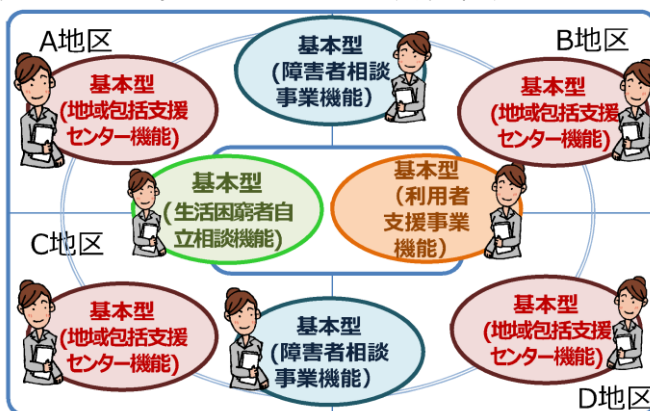 A地区
基本型
(障害者相談
事業機能）
B地区
基本型
(地域包括支援
センター機能)
基本型
(地域包括支援
センター機能)
基本型
(生活困窮者自
立相談機能)
基本型
（利用者
支援事業
機能）
C地区
基本型
(地域包括支援
センター機能)
基本型
(障害者相談
事業機能）
基本型
(地域包括支援
センター機能)
D地区